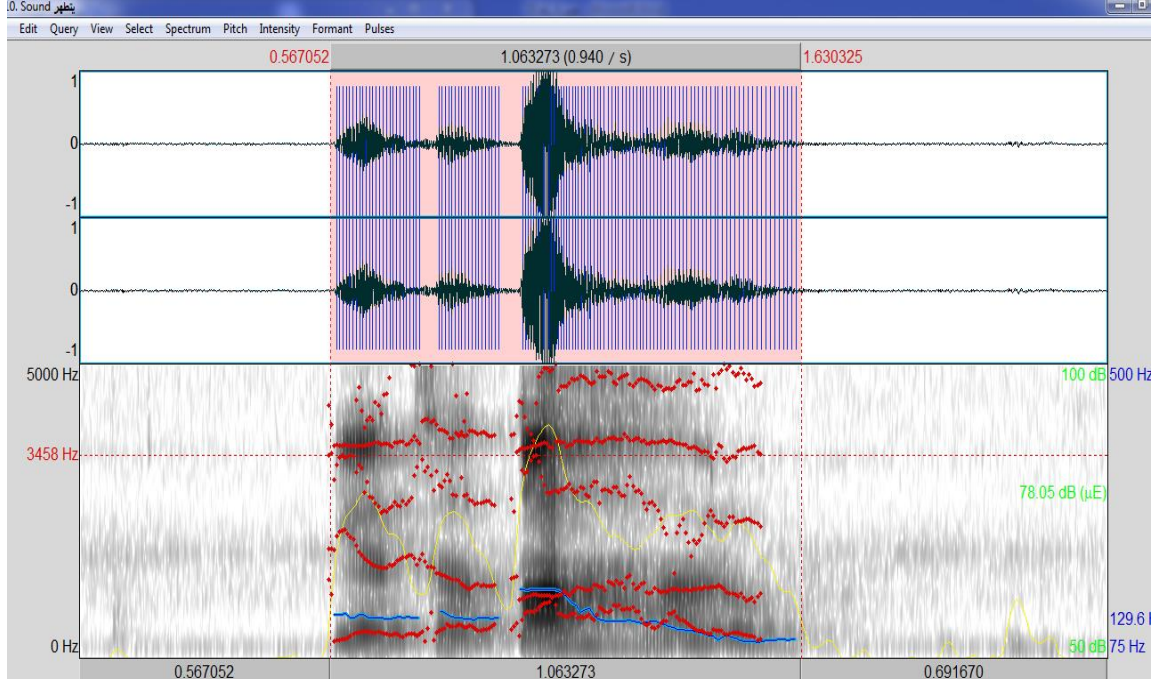 10. Sound يتطهر
Edit Query View Select Spectrum Pitch Intensity Formant Pulses
0.567052 1.063273 (0.940 / s) 1.630325
1
0
-1
1
0
-1
5000 Hz 100 dB 500 Hz
3458 Hz
78.05 dB (µE)
129.6 H
0 Hz 50 dB 75 Hz
0.567052 1.063273 0.691670